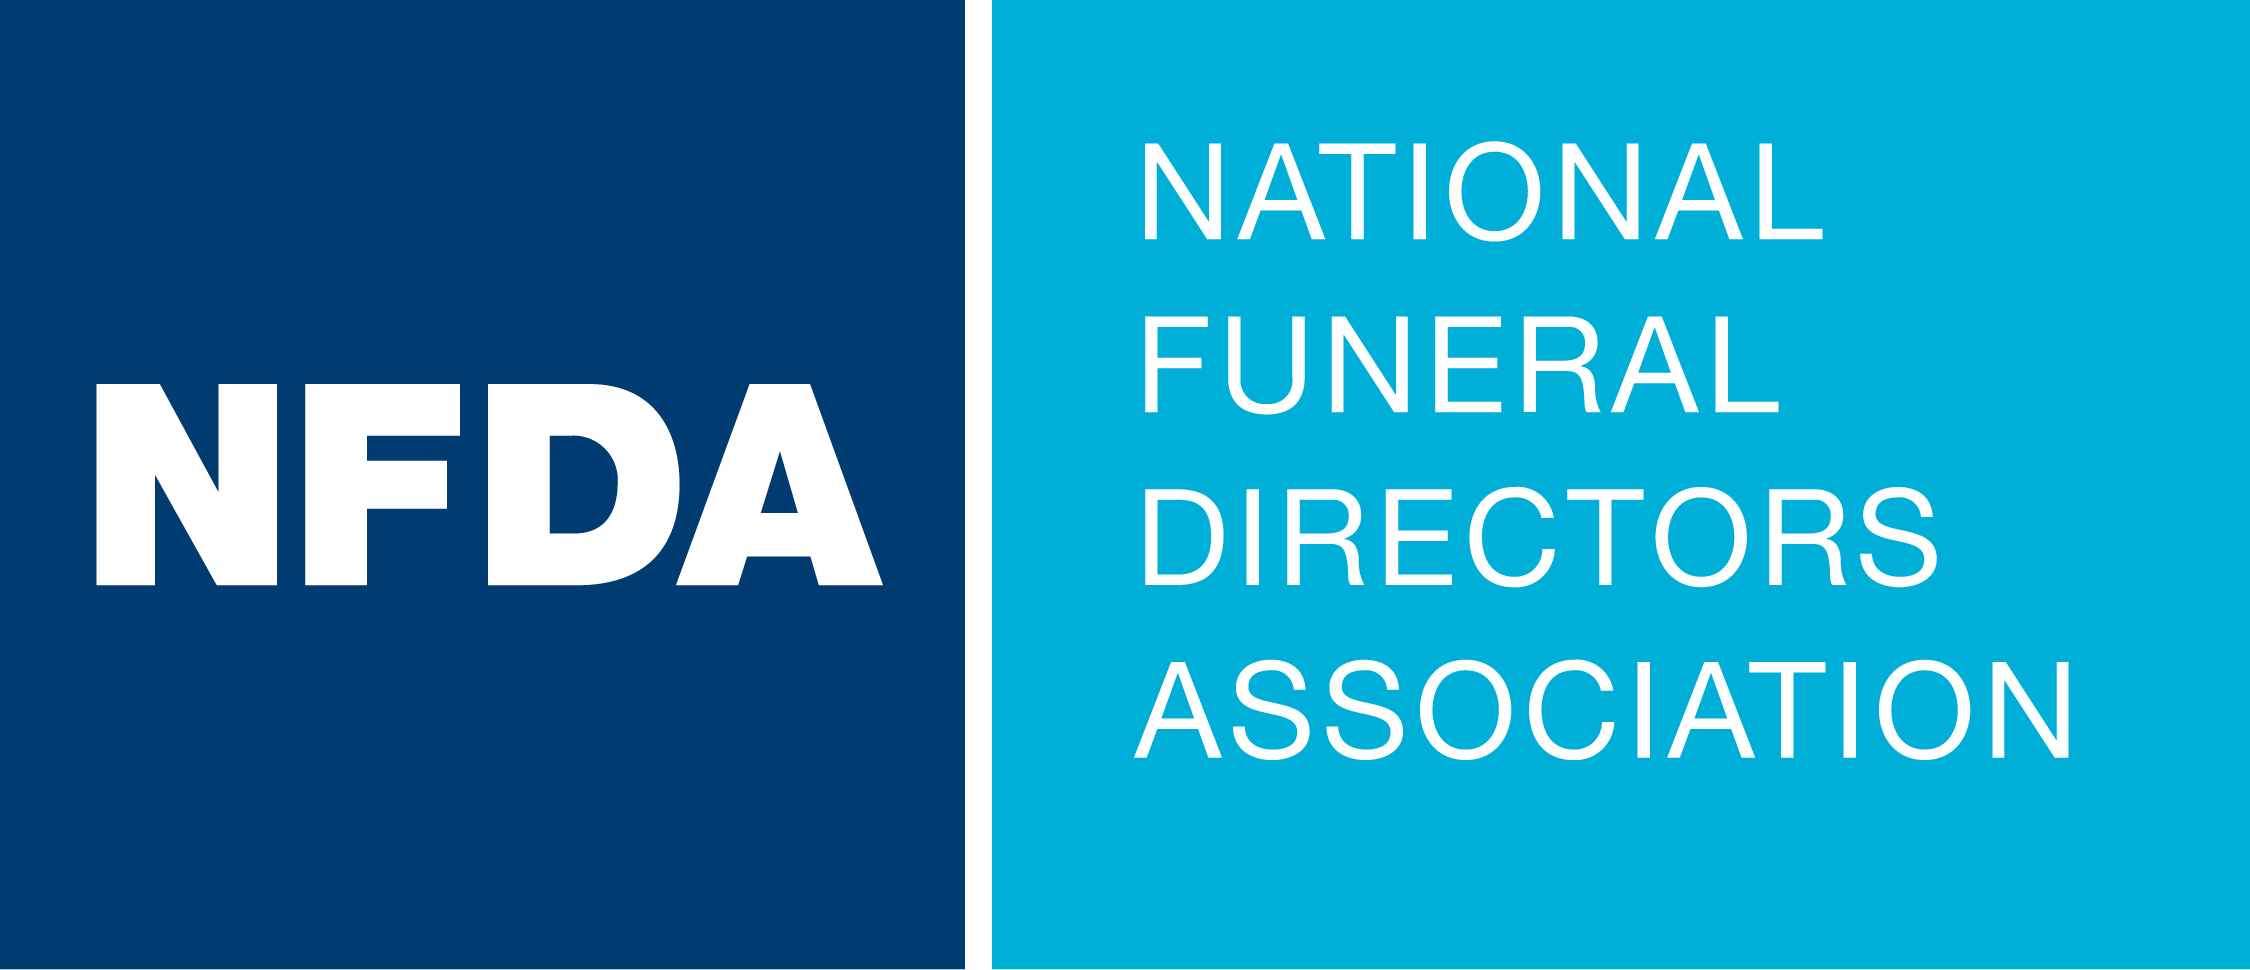 NFDA
NATIONAL
FUNERAL
DIRECTORS
ASSOCIATION